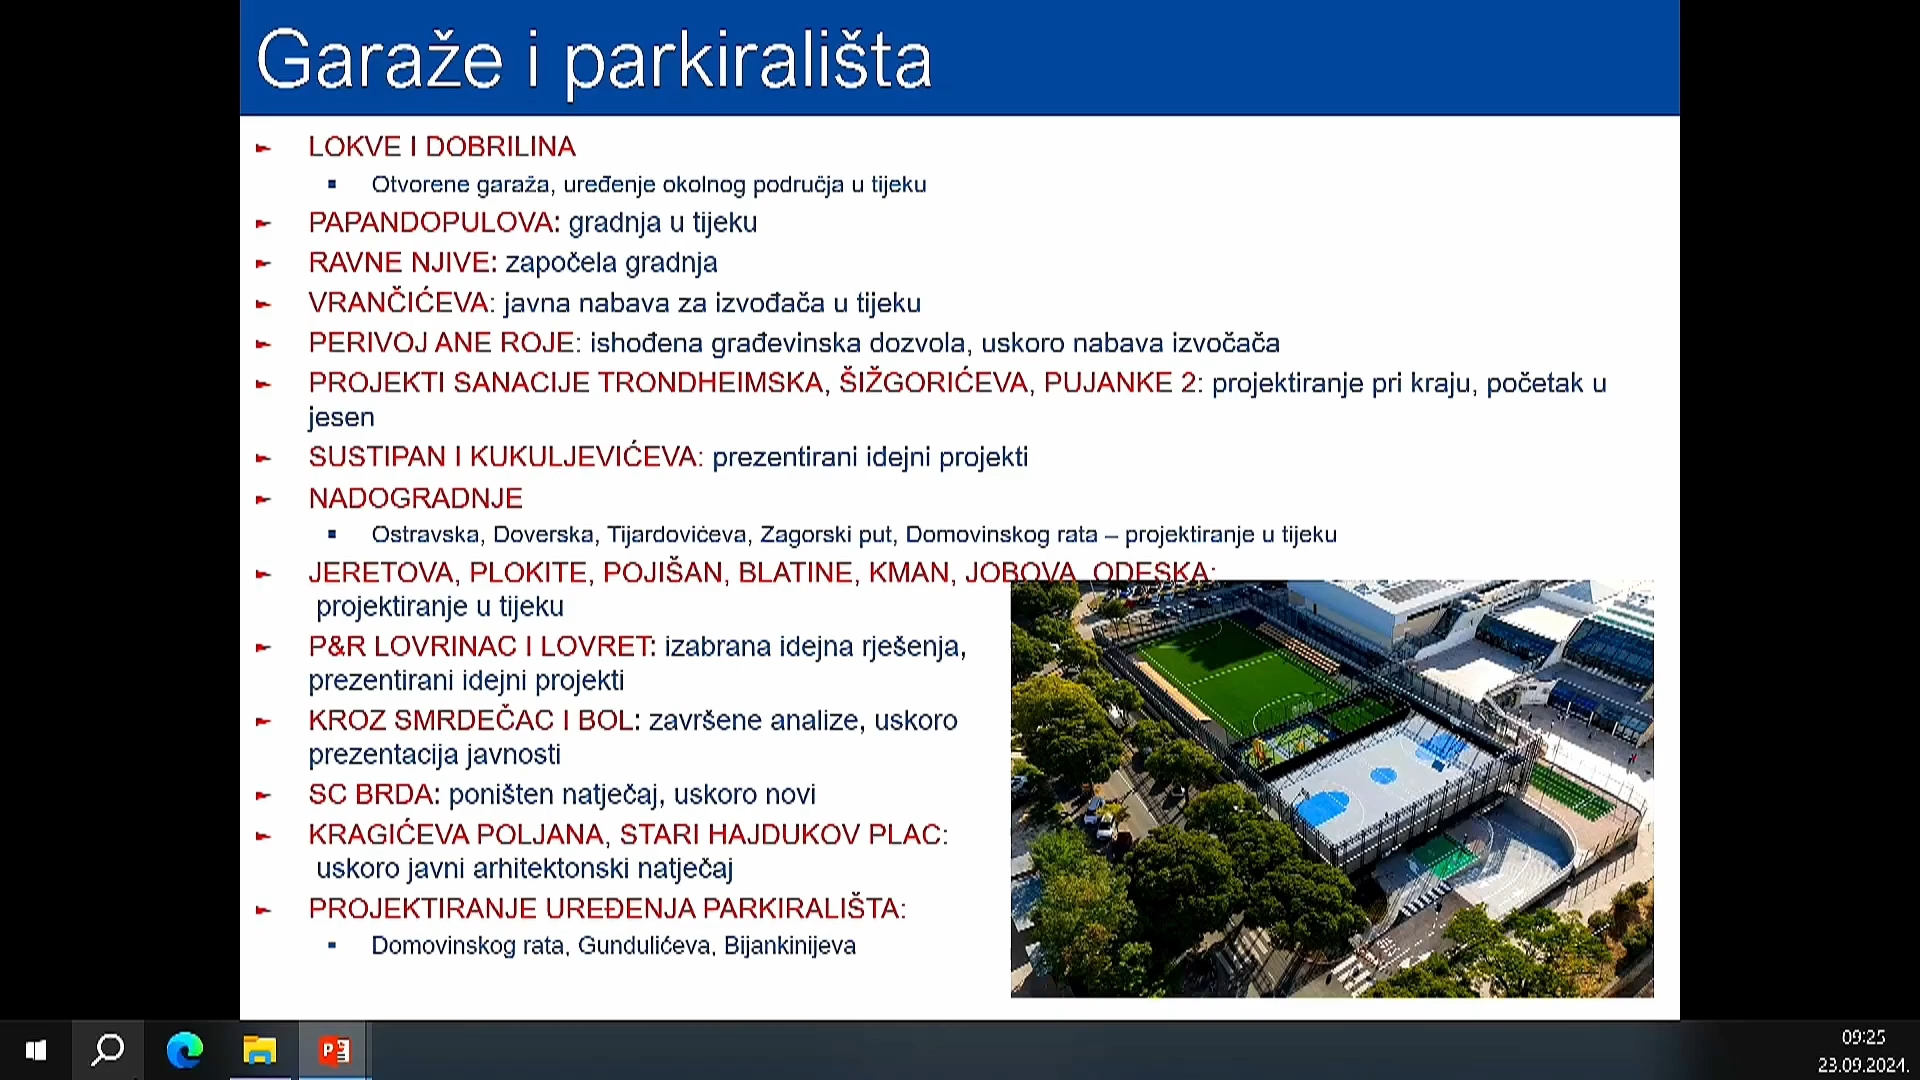 Garaže i parkirališta
LOKVE I DOBRILINA
Otvorene garaža, uređenje okolnog područja u tijeku
PAPANDOPULOVA: gradnja u tijeku
RAVNE NJIVE: započela gradnja
VRANČIĆEVA: javna nabava za izvođača u tijeku
PERIVOJ ANE ROJE: ishođena građevinska dozvola, uskoro nabava izvočača
PROJEKTI SANACIJE TRONDHEIMSKA, ŠIŽGORIĆEVA, PUJANKE 2: projektiranje pri kraju, početak u
jesen
SUSTIPAN I KUKULJEVIĆEVA: prezentirani idejni projekti
NADOGRADNJE
Ostravska, Doverska, Tijardovićeva, Zagorski put, Domovinskog rata – projektiranje u tijeku
JERETOVA, PLOKITE, POJIŠAN, BLATINE, KMAN, JOBOVA, ODESKA:
projektiranje u tijeku
P&R LOVRINAC I LOVRET: izabrana idejna rješenja,
prezentirani idejni projekti
KROZ SMRDEČAC I BOL: završene analize, uskoro
prezentacija javnosti
SC BRDA: poništen natječaj, uskoro novi
KRAGIĆEVA POLJANA, STARI HAJDUKOV PLAC:
uskoro javni arhitektonski natječaj
PROJEKTIRANJE UREĐENJA PARKIRALIŠTA:
Domovinskog rata, Gundulićeva, Bijankinijeva
09:25
23.09.2024.